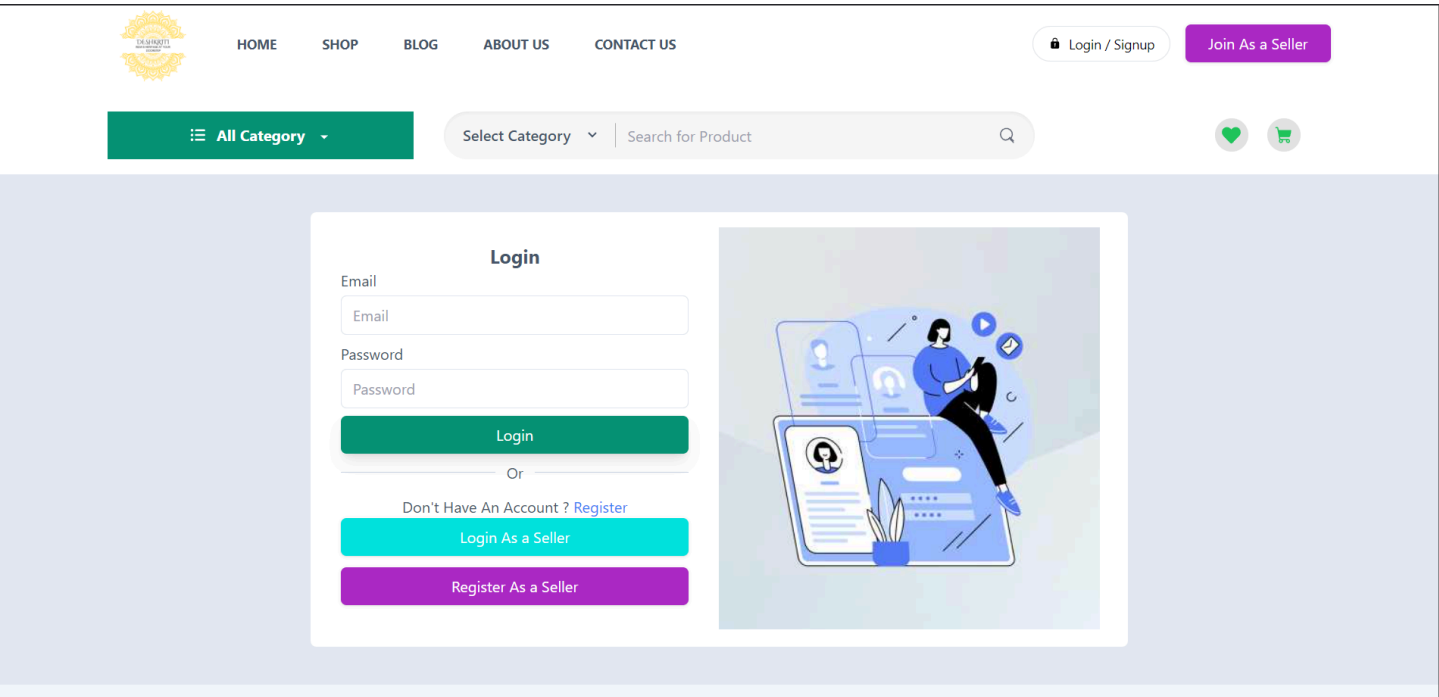 HOME
SHOP
BLOG
ABOUT US
CONTACT US
Login / Signup
Join As a Seller
All Category
Select Category
Search for Product
Login
Email
Email
Password
Password
Login
Or
Don't Have An Account ? Register
Login As a Seller
Register As a Seller